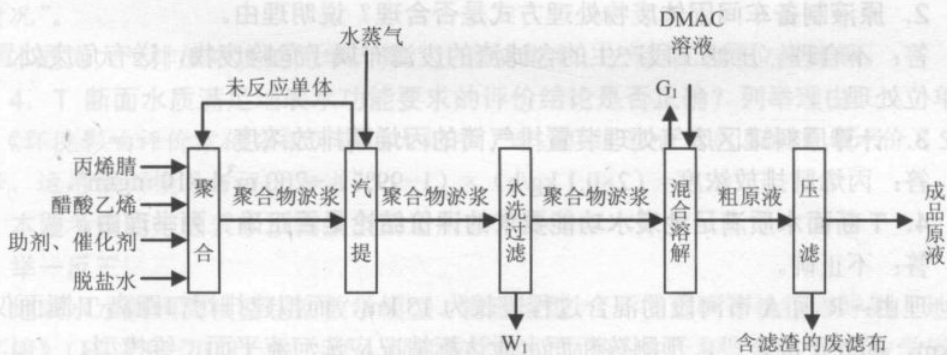 DMAC
溶液
水蒸气
未反应单体
G₁
丙烯腈
醋酸乙烯
助剂、催化剂
脱盐水
聚合
聚合物淤浆
汽提
聚合物淤浆
水洗过滤
聚合物淤浆
混合溶解
粗原液
压滤
成品原液
W₁
含滤渣的废滤布